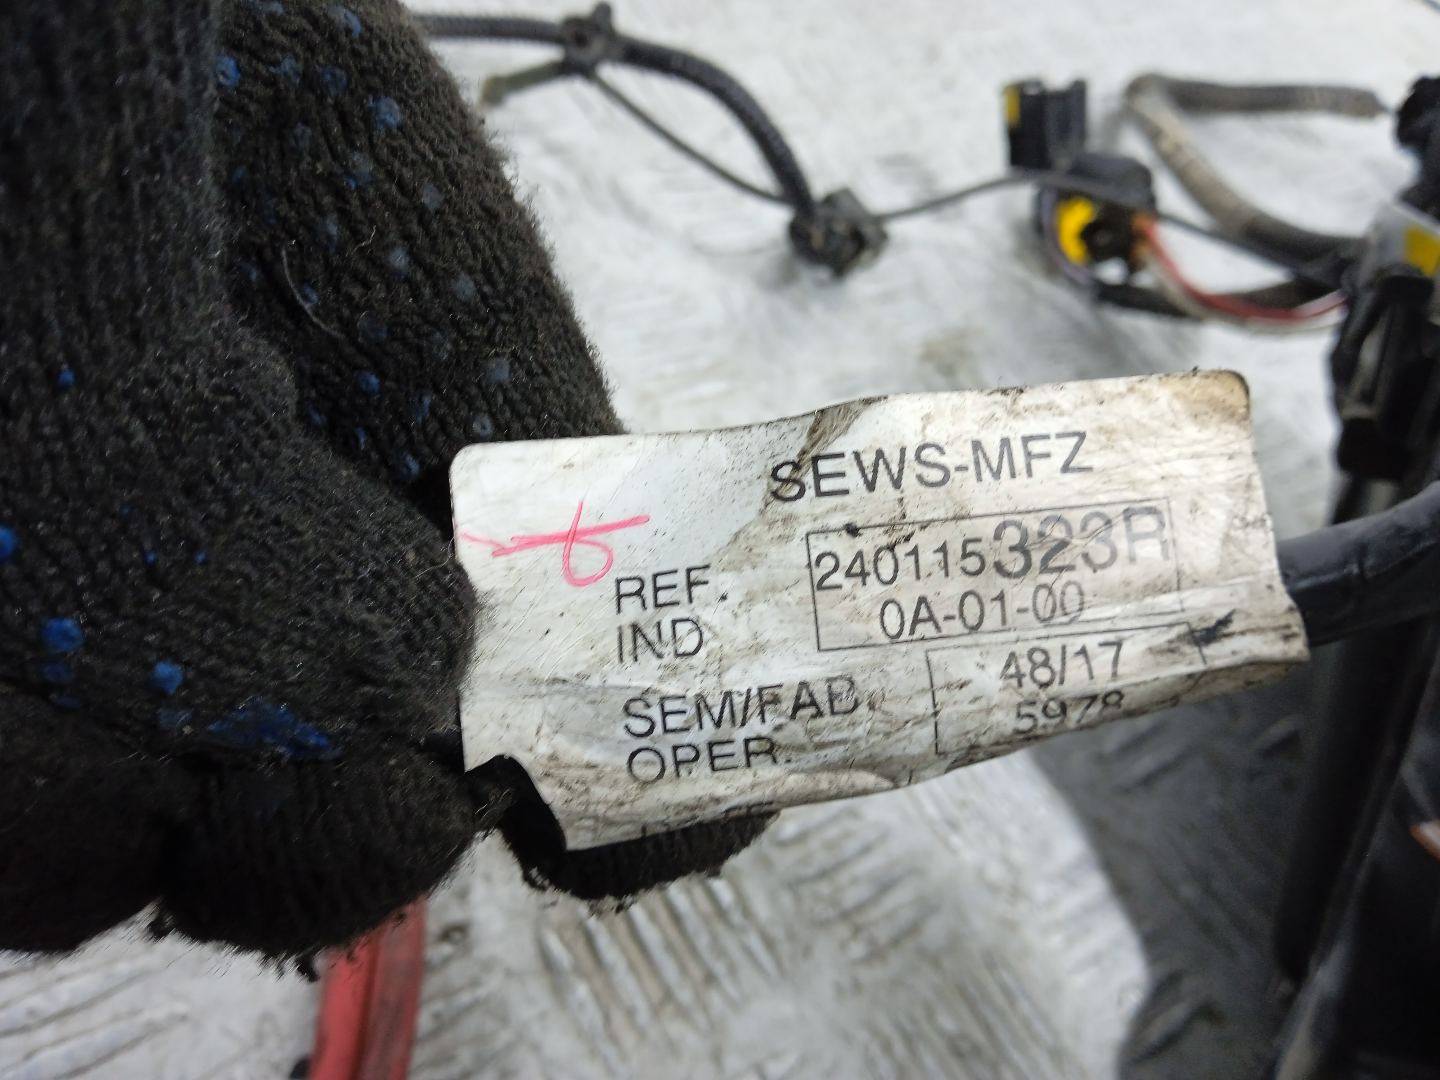 SEWS-MFZ
REF. 240115323R
IND 0A-01-00
SEM/FAB. 48/17
OPER. 5978